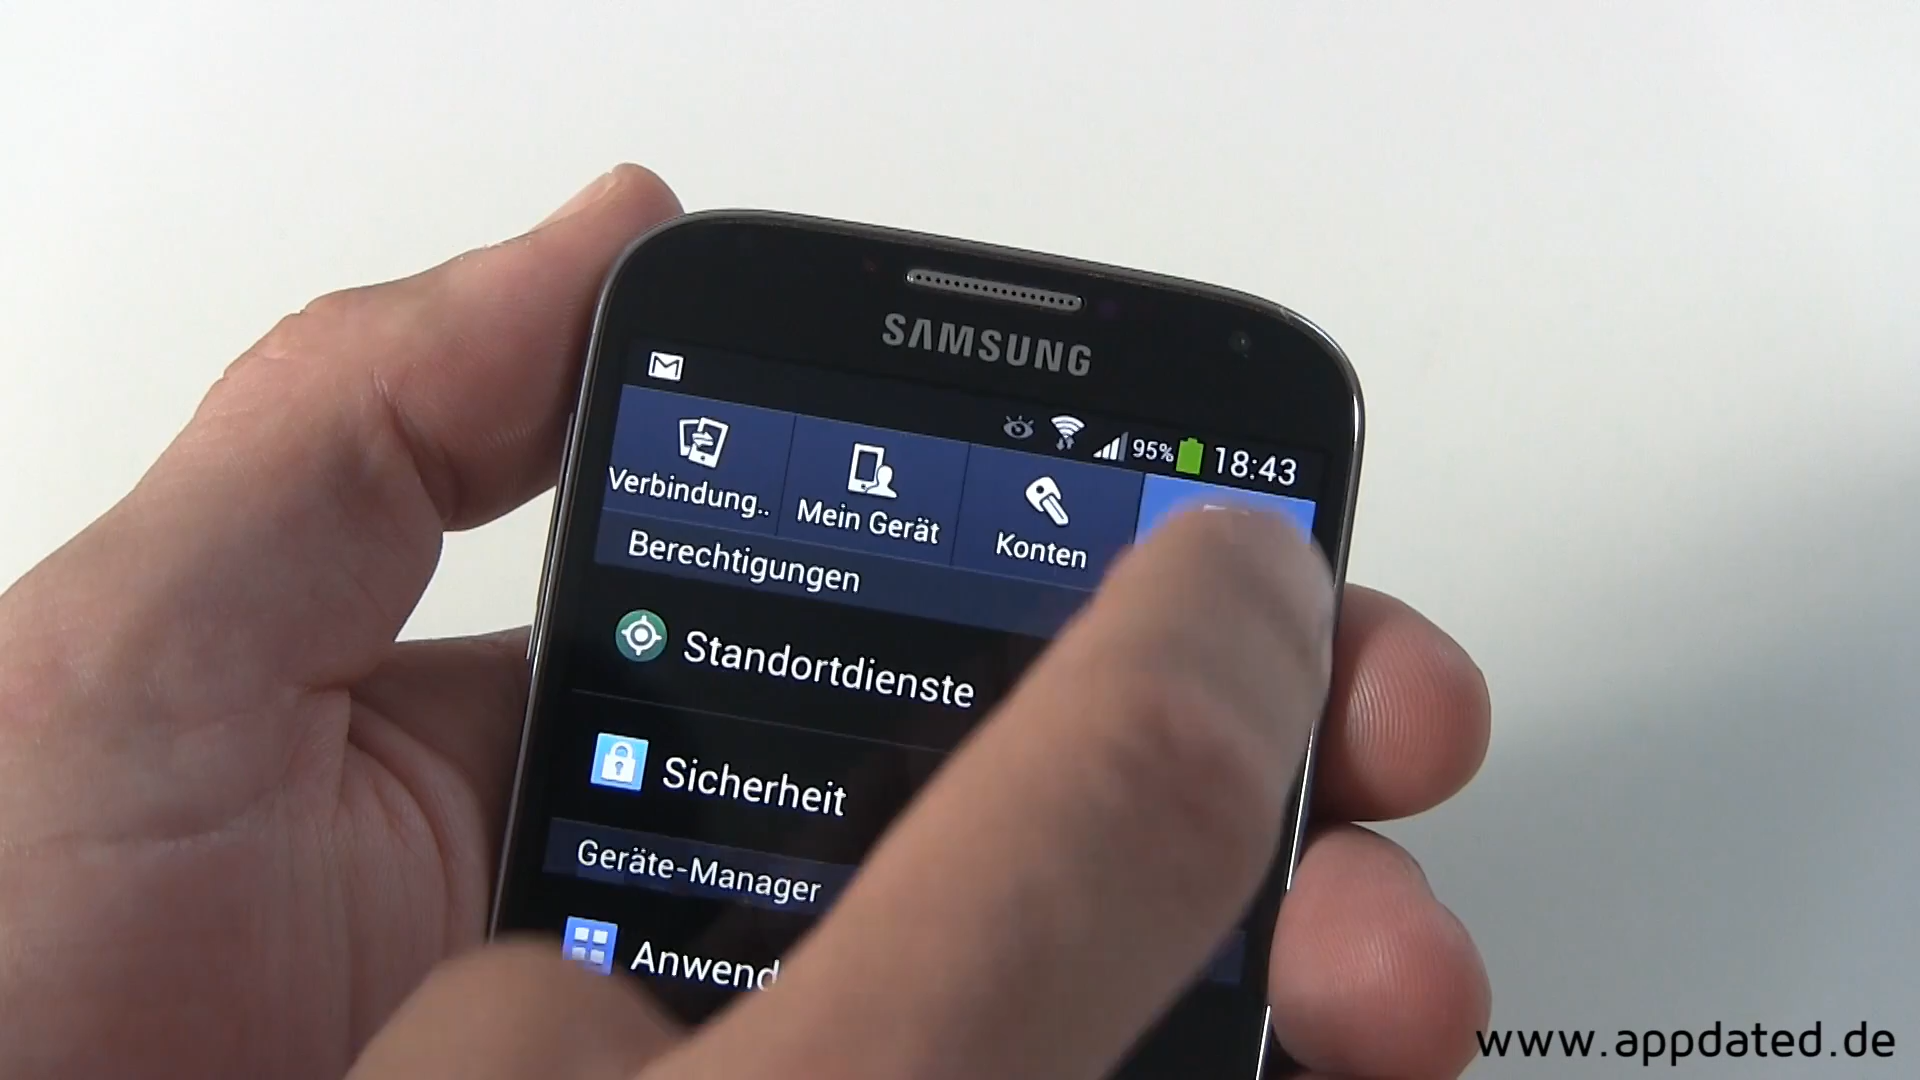 SAMSUNG
95% 18:43
Verbindung.. Mein Gerät Konten
Berechtigungen
Standortdienste
Sicherheit
Geräte-Manager
Anwend
www.appdated.de